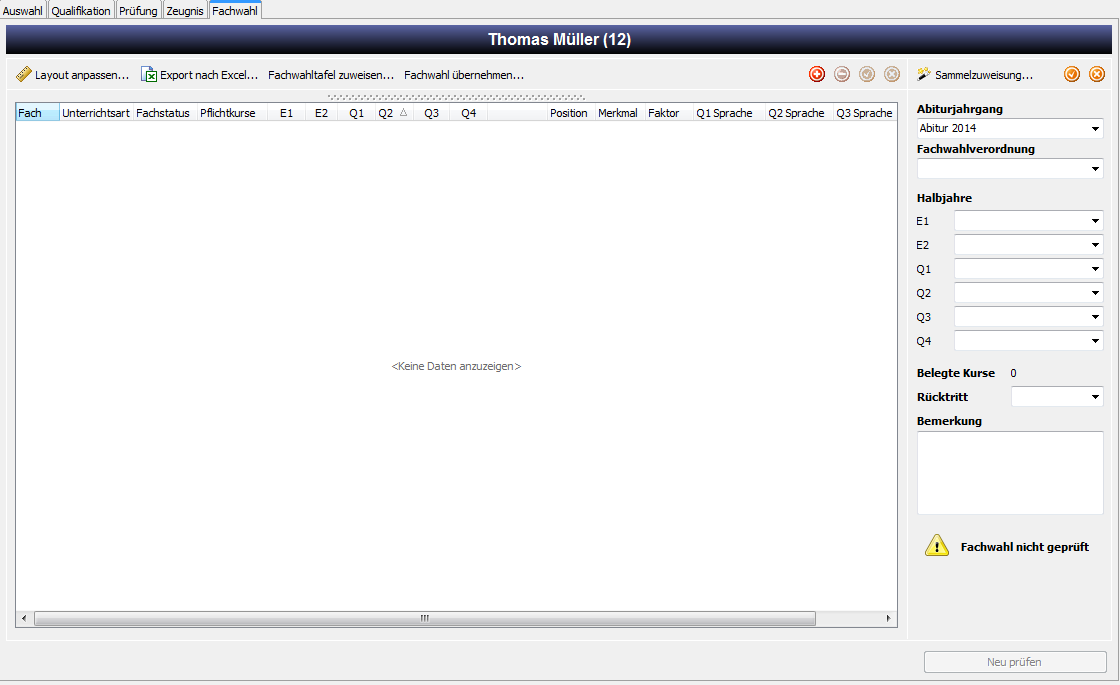 Auswahl Qualifikation Prüfung Zeugnis Fachwahl
Thomas Müller (12)
Layout anpassen... Export nach Excel... Fachwahltafel zuweisen... Fachwahl übernehmen... Sammelzuweisung...
Fach Unterrichtsart Fachstatus Pflichtkurse E1 E2 Q1 Q2 Q3 Q4 Position Merkmal Faktor Q1 Sprache Q2 Sprache Q3 Sprache
<Keine Daten anzuzeigen>
Abiturjahrgang
Abitur 2014
Fachwahlverordnung
Halbjahre
E1
E2
Q1
Q2
Q3
Q4
Belegte Kurse 0
Rücktritt
Bemerkung
Fachwahl nicht geprüft
Neu prüfen